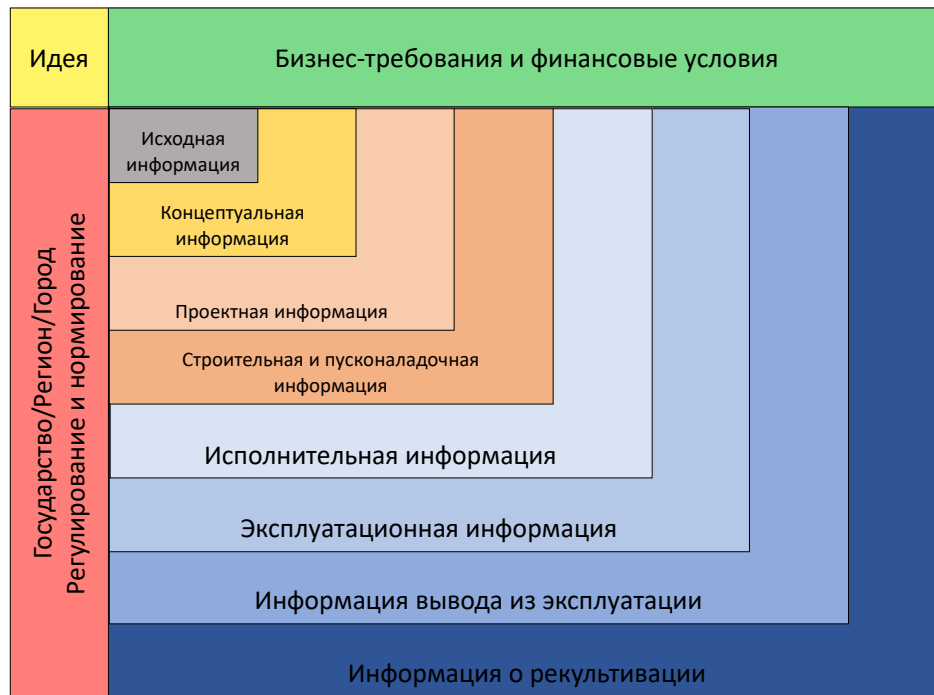 Идея
Бизнес-требования и финансовые условия
Государство/Регион/Город
Регулирование и нормирование
Исходная
информация
Концептуальная
информация
Проектная информация
Строительная и пусконаладочная
информация
Исполнительная информация
Эксплуатационная информация
Информация вывода из эксплуатации
Информация о рекультивации